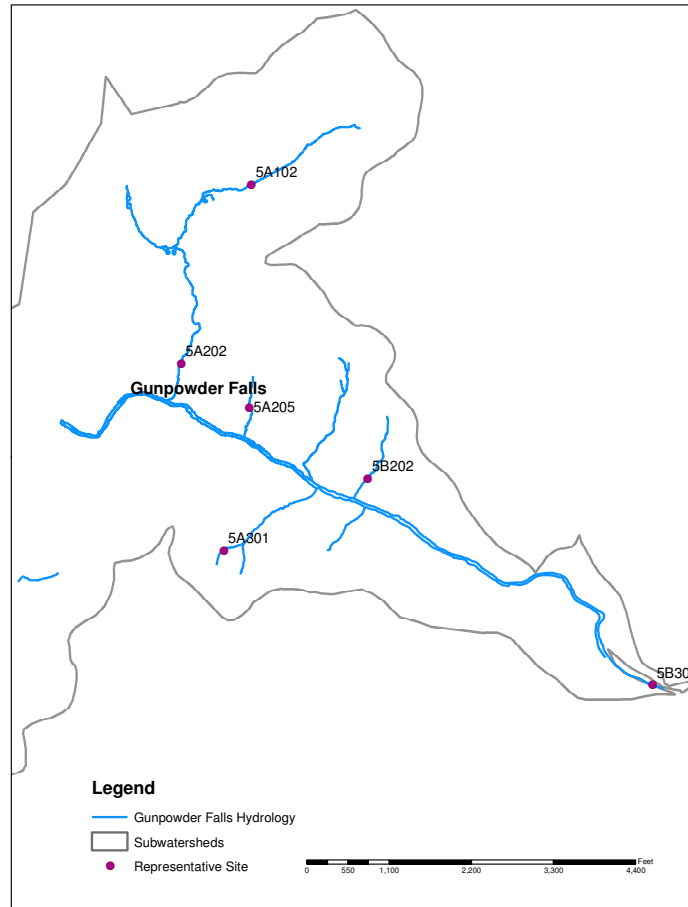 5A102
5A202
Gunpowder Falls
5A205
5B202
5A301
5B30
Legend
Gunpowder Falls Hydrology
Subwatersheds
Representative Site
Feet
0 550 1,100 2,200 3,300 4,400